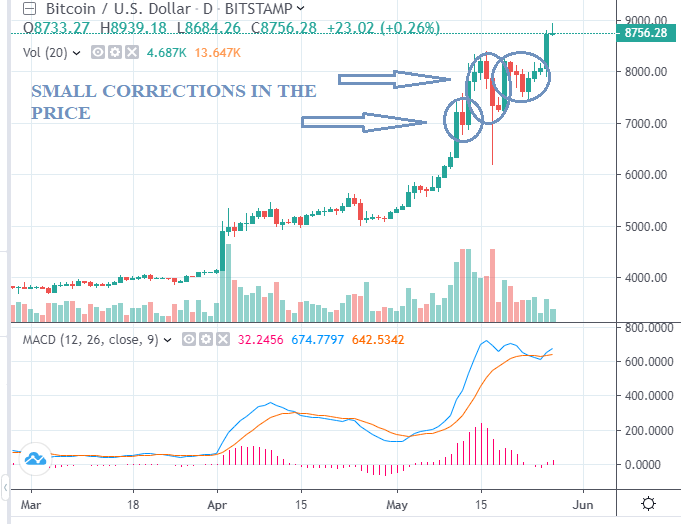 Bitcoin / U.S. Dollar · D · BITSTAMP
O8733.27 H8939.18 L8684.26 C8756.28 +23.02 (+0.26%)
Vol (20) 4.687K 13.647K
SMALL CORRECTIONS IN THE
PRICE
9000.00
8756.28
8000.00
7000.00
6000.00
5000.00
4000.00
MACD (12, 26, close, 9) 32.2456 674.7797 642.5342
800.0000
600.0000
400.0000
200.0000
0.0000
Mar 18 Apr 15 May 15 Jun